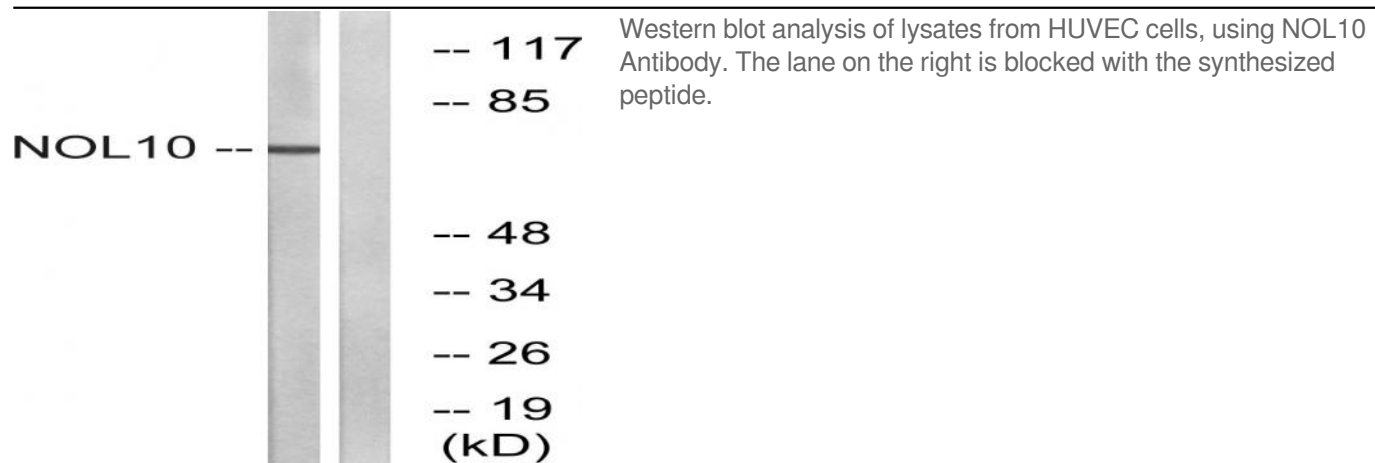 -- 117
-- 85
NOL10 --
-- 48
-- 34
-- 26
-- 19
(kD)
Western blot analysis of lysates from HUVEC cells, using NOL10
Antibody. The lane on the right is blocked with the synthesized
peptide.